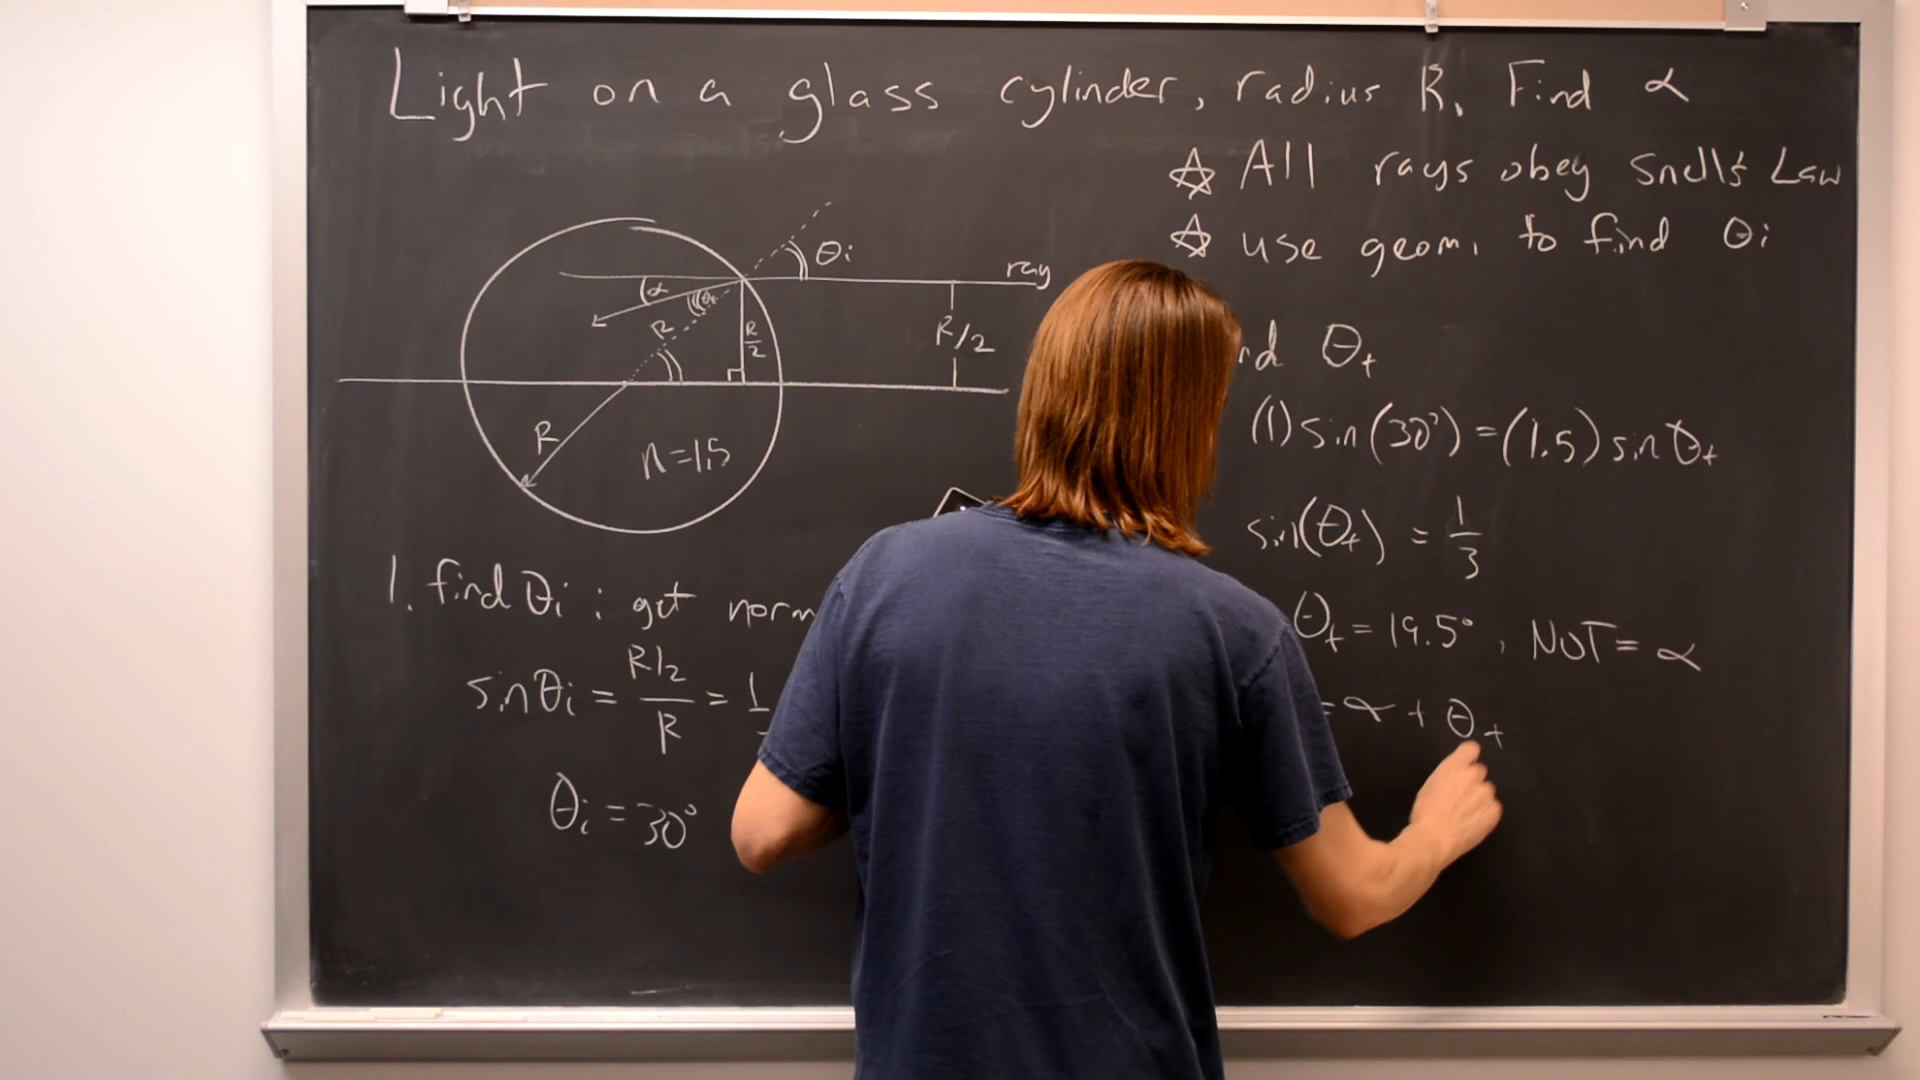 Light on a glass cylinder, radius R. Find α
☆ All rays obey Snell's Law
☆ use geom. to find θi
θi
ray
α
θt
R
R/2
R/2
R
n=1.5
1. find θi : get norm
sinθi = R/2 / R = 1
θi = 30°
nd θt
(1) sin(30°) = (1.5) sin θt
sin(θt) = 1/3
θt = 19.5° , NOT = α
= α + θt